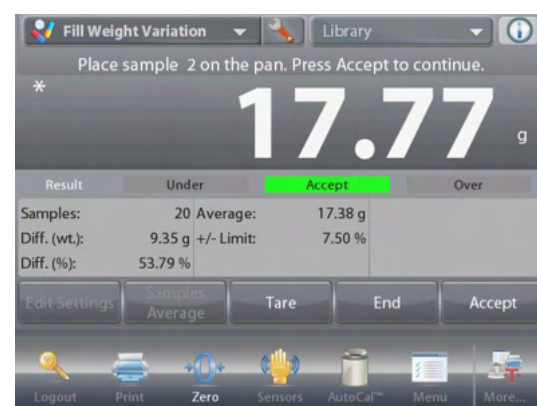 Fill Weight Variation Library
Place sample 2 on the pan. Press Accept to continue.
*
17.77 g
Result Under Accept Over
Samples: 20 Average: 17.38 g
Diff. (wt.): 9.35 g +/- Limit: 7.50 %
Diff. (%): 53.79 %
Edit Settings Samples Average Tare End Accept
Logout Print Zero Sensors AutoCal™ Menu More...